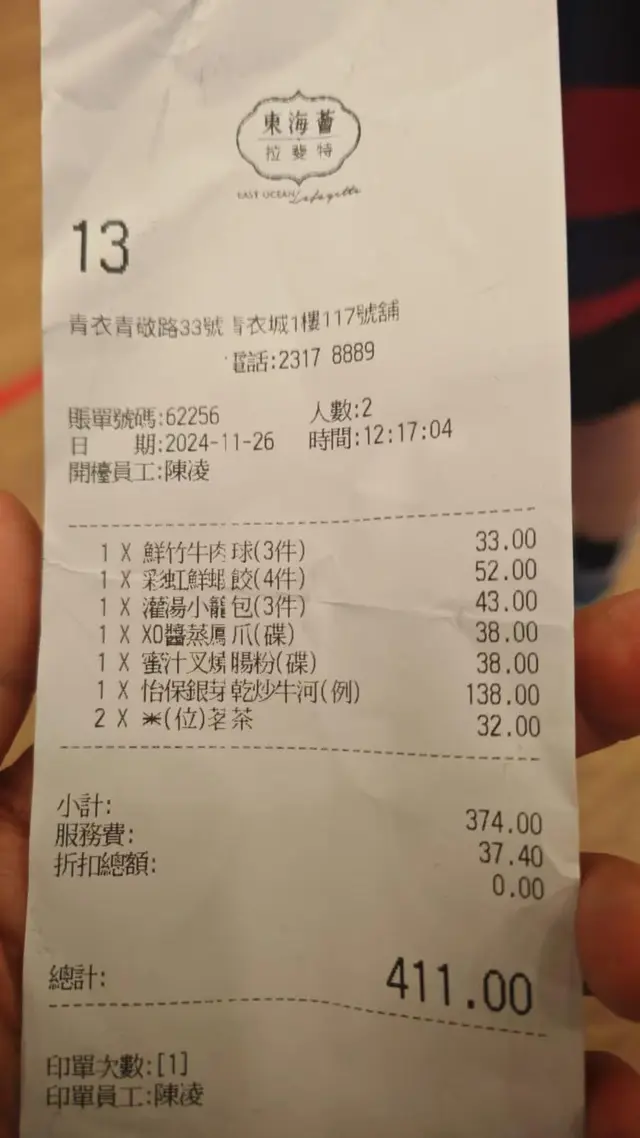 東海薈
拉斐特
EAST OCEAN Lafayette
13
青衣青敬路33號青衣城1樓117號舖
電話:2317 8889
賬單號碼:62256 人數:2
日 期:2024-11-26 時間:12:17:04
開檯員工:陳凌
1 X 鮮竹牛肉球(3件) 33.00
1 X 彩虹鮮蝦餃(4件) 52.00
1 X 灌湯小籠包(3件) 43.00
1 X XO醬蒸鳳爪(碟) 38.00
1 X 蜜汁叉燒腸粉(碟) 38.00
1 X 怡保銀芽乾炒牛河(例) 138.00
2 X *(位)茗茶 32.00
小計: 374.00
服務費: 37.40
折扣總額: 0.00
總計: 411.00
印單次數:[1]
印單員工:陳凌